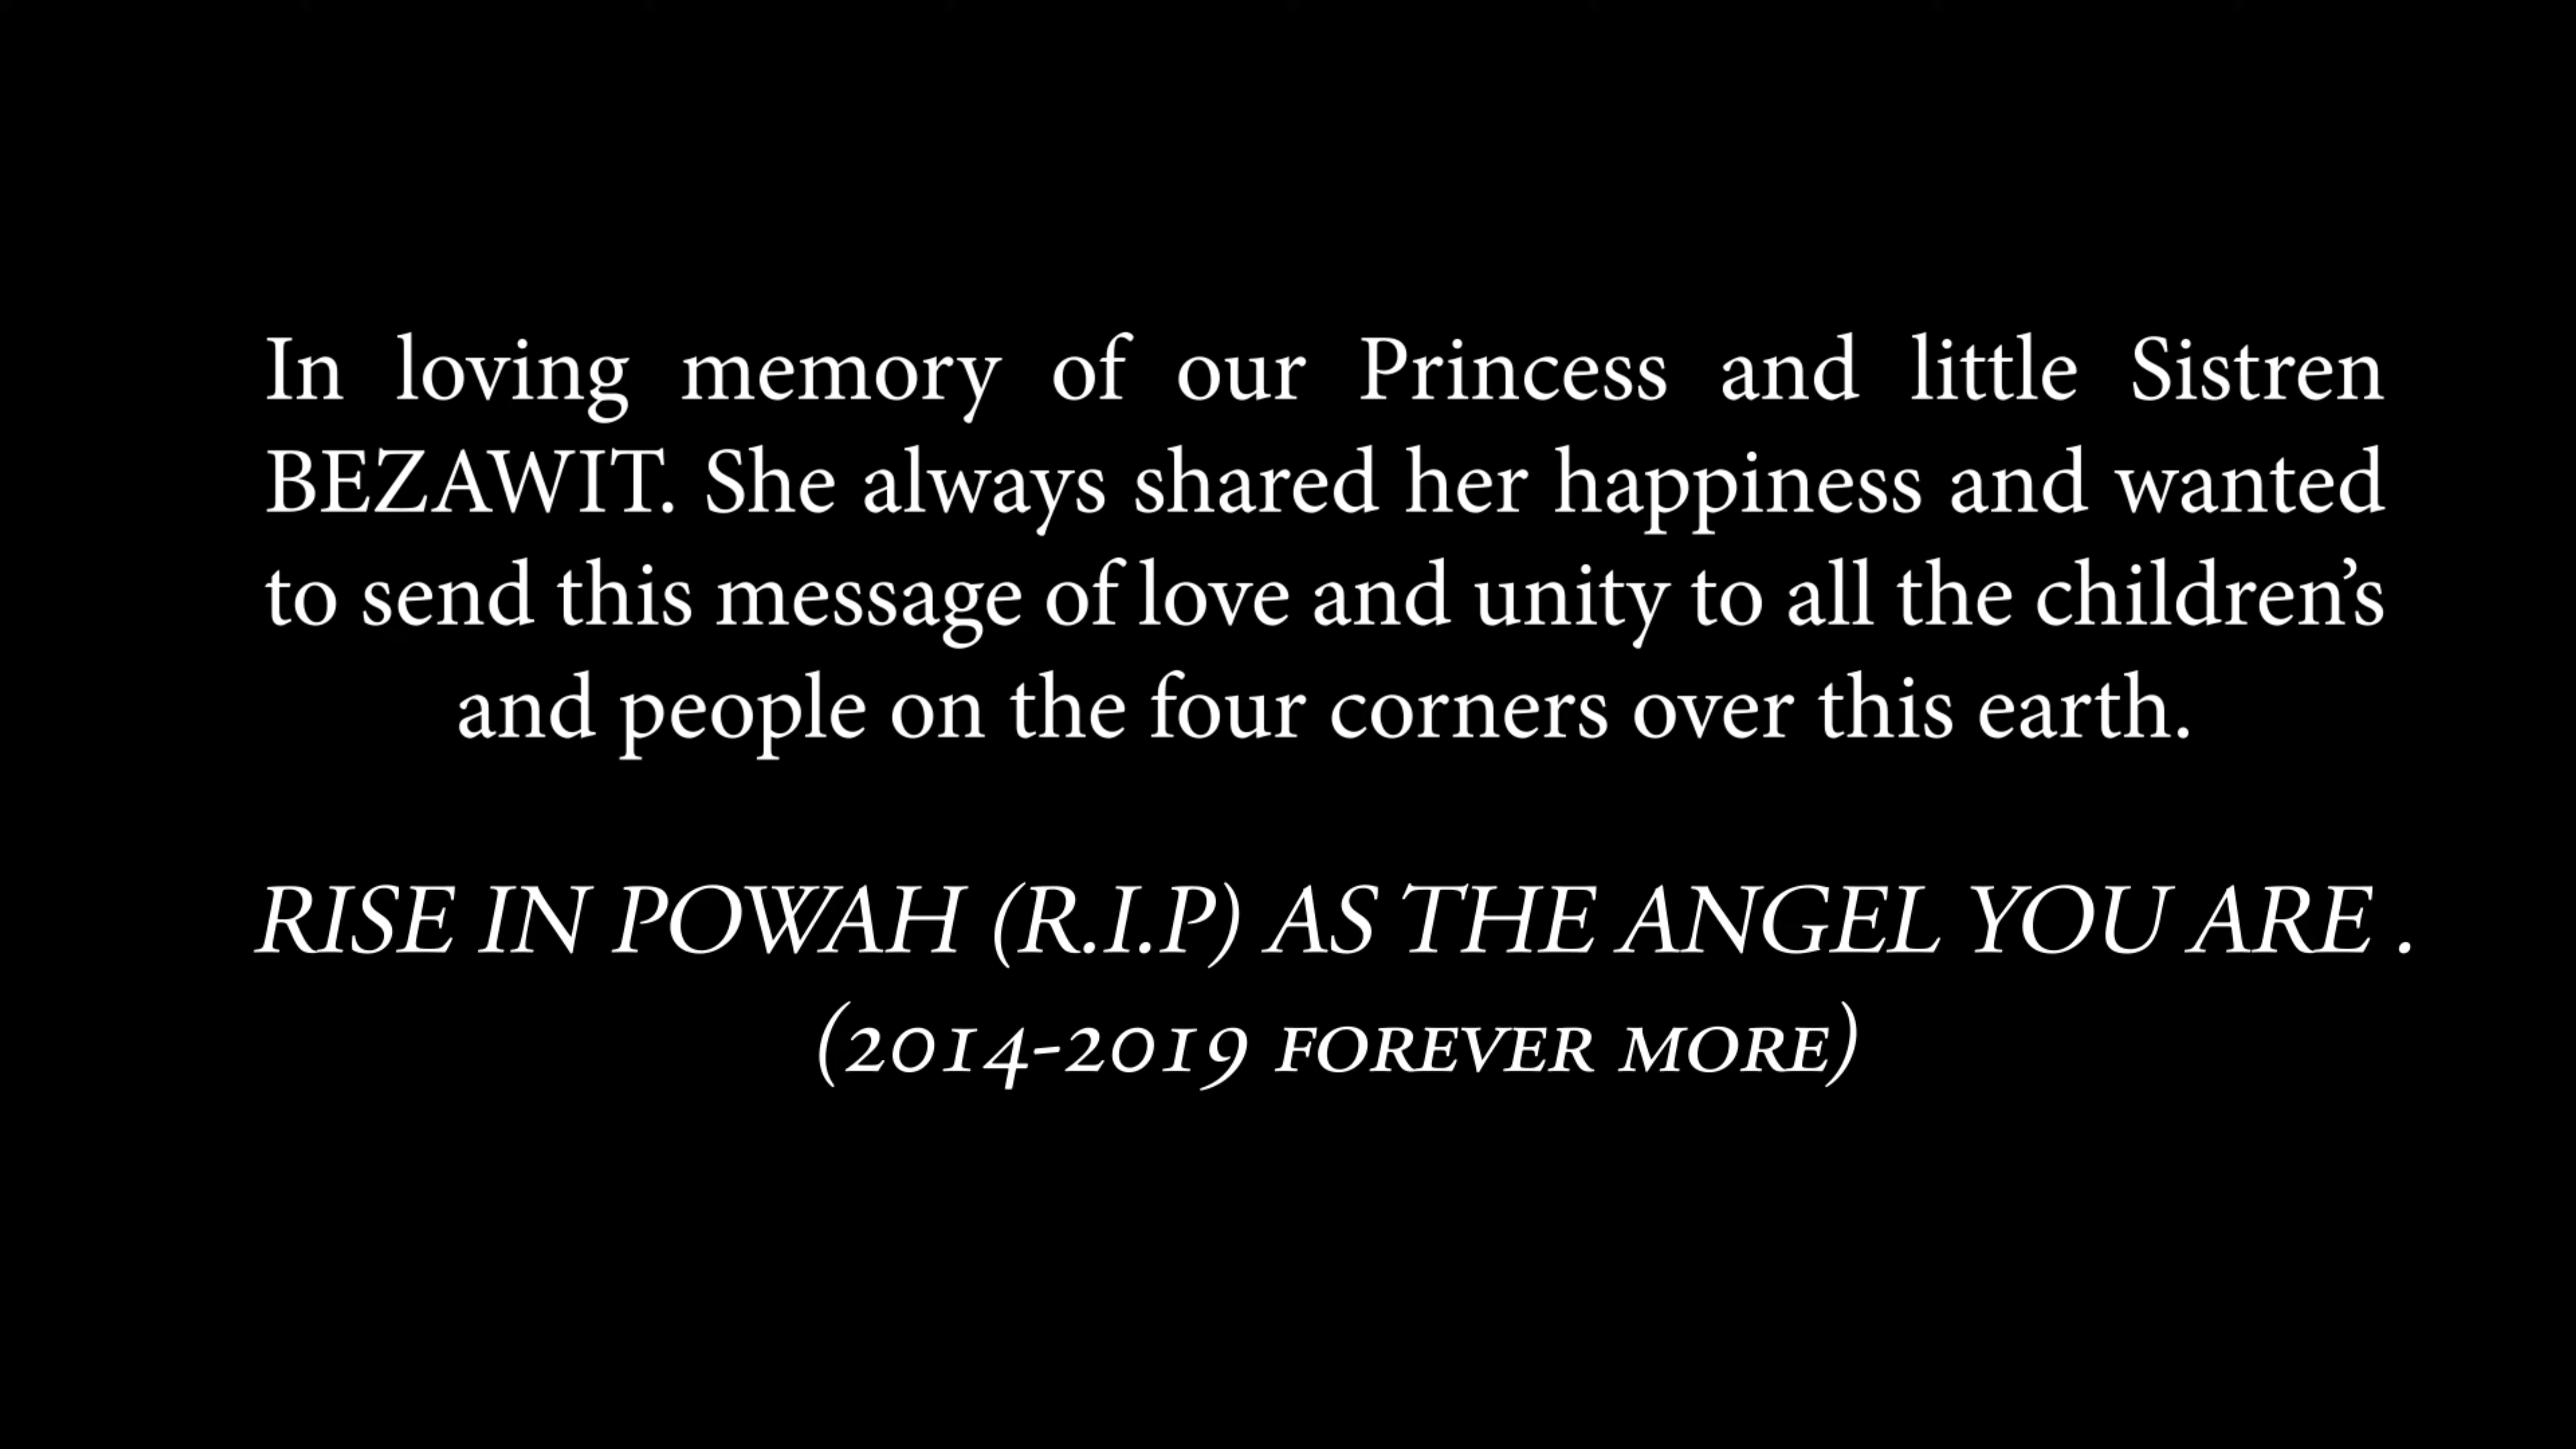 In loving memory of our Princess and little Sistren
BEZAWIT. She always shared her happiness and wanted
to send this message of love and unity to all the children’s
and people on the four corners over this earth.
RISE IN POWAH (R.I.P) AS THE ANGEL YOU ARE .
(2014-2019 FOREVER MORE)